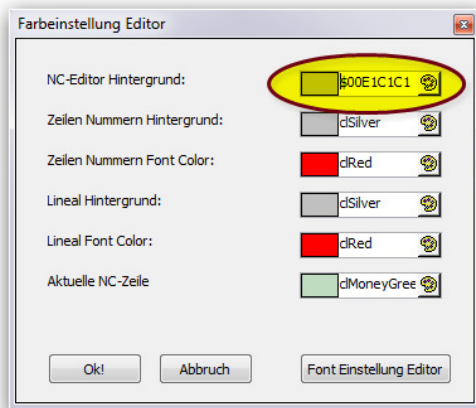 Farbeinstellung Editor
NC-Editor Hintergrund: $00E1C1C1
Zeilen Nummern Hintergrund: clSilver
Zeilen Nummern Font Color: clRed
Lineal Hintergrund: clSilver
Lineal Font Color: clRed
Aktuelle NC-Zeile clMoneyGree
Ok! Abbruch Font Einstellung Editor